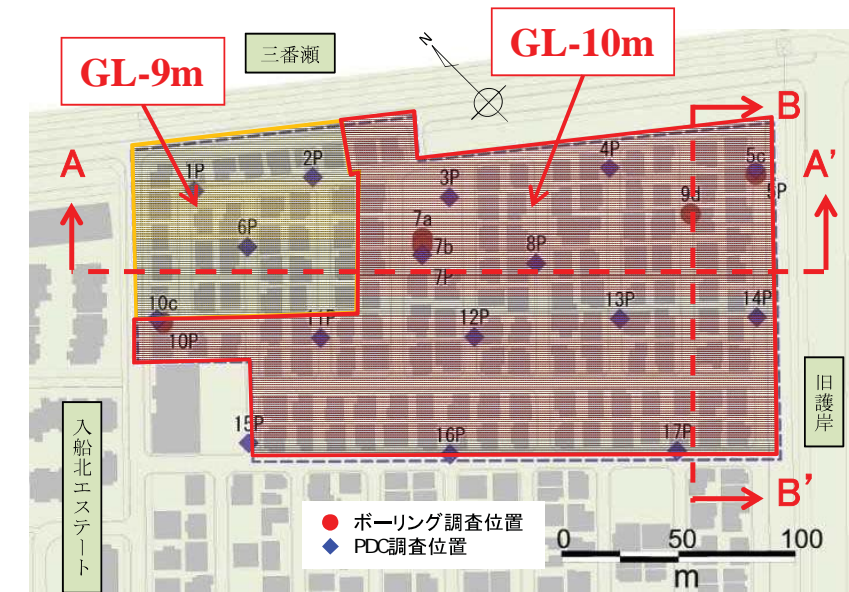 三番瀬
N
GL-9m
GL-10m
B
A
A'
1P
2P
3P
4P
5c
5P
6P
7a
7b
7P
8P
9d
10c
10P
11P
12P
13P
14P
15P
16P
17P
B'
旧護岸
入船北エステート
ボーリング調査位置
PDC調査位置
0 50 100
m